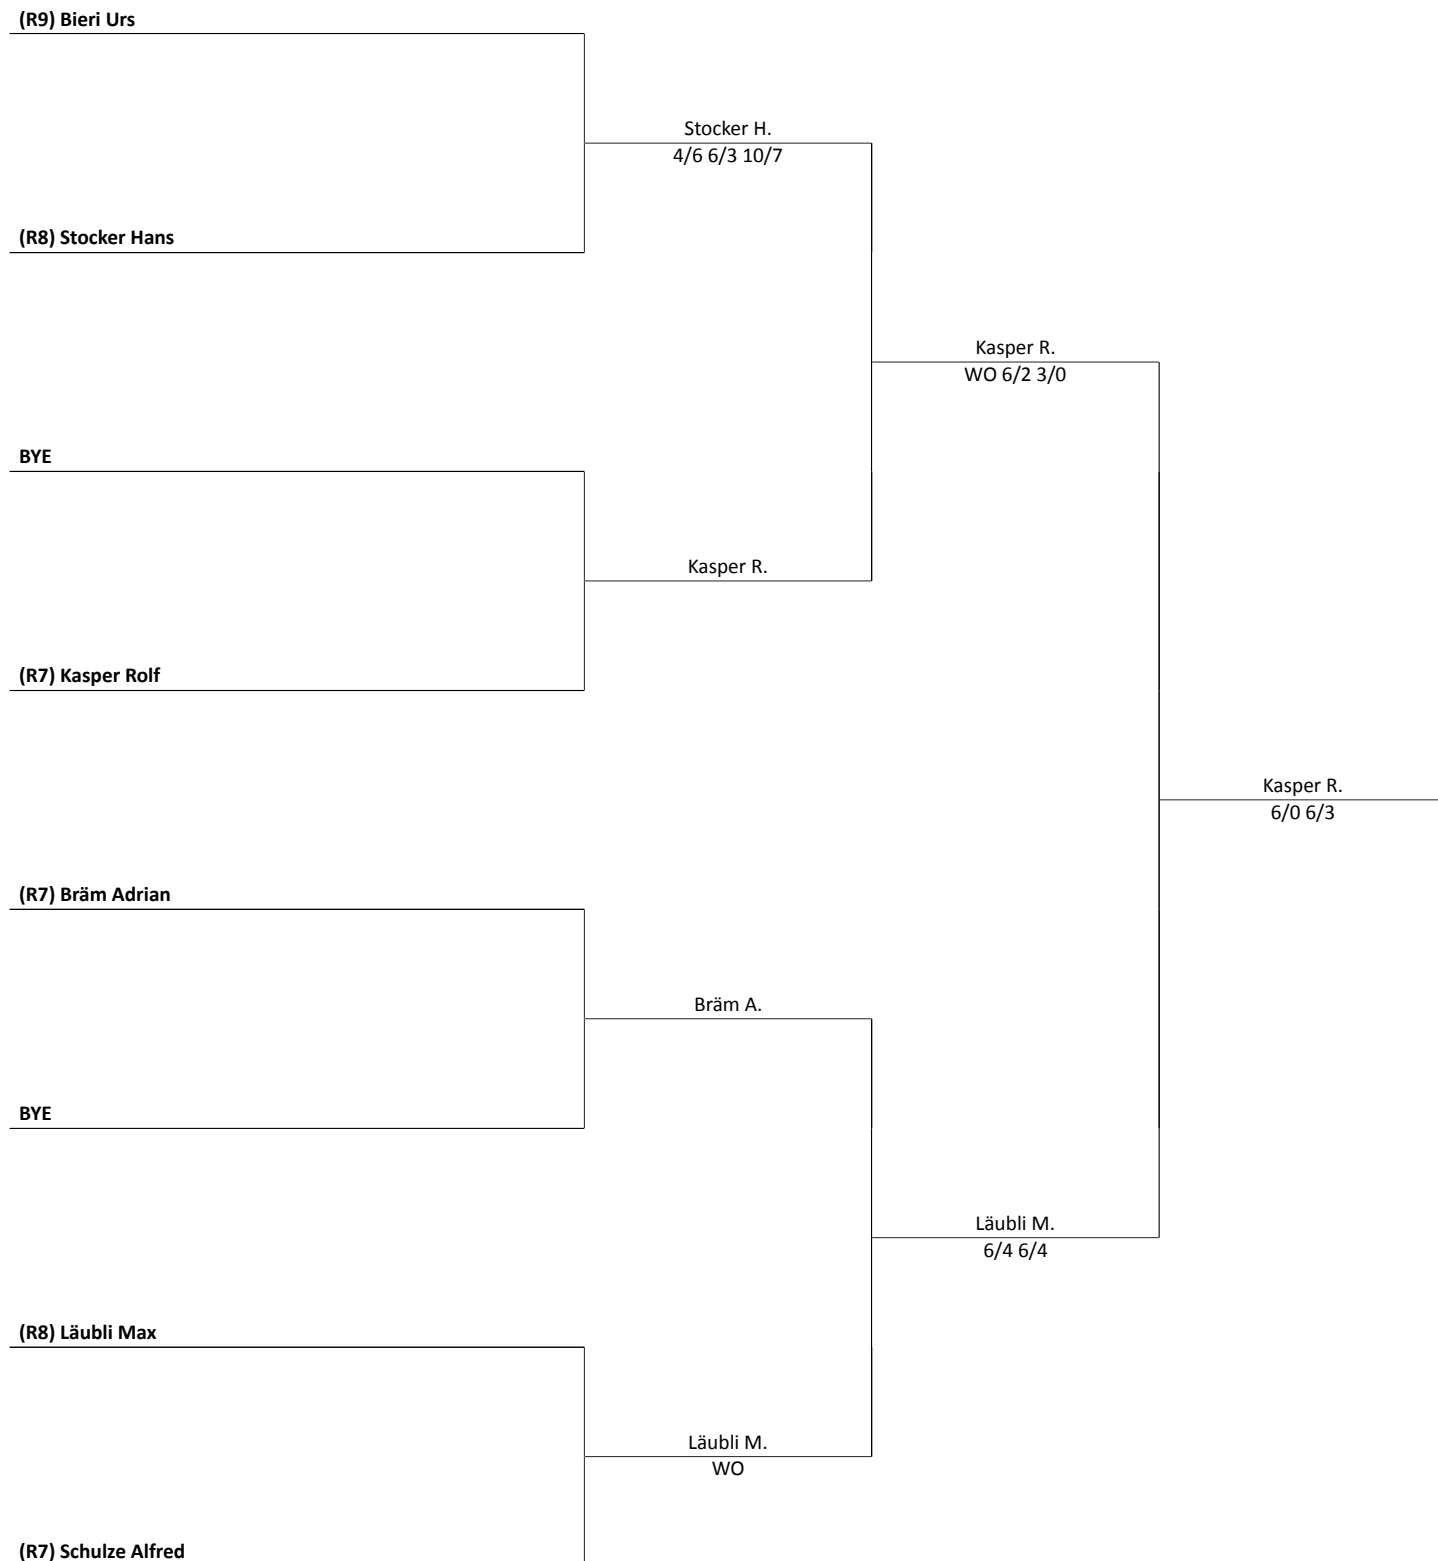 (R9) Bieri Urs
Stocker H.
4/6 6/3 10/7
(R8) Stocker Hans
Kasper R.
WO 6/2 3/0
BYE
Kasper R.
(R7) Kasper Rolf
Kasper R.
6/0 6/3
(R7) Bräm Adrian
Bräm A.
BYE
Läubli M.
6/4 6/4
(R8) Läubli Max
Läubli M.
WO
(R7) Schulze Alfred